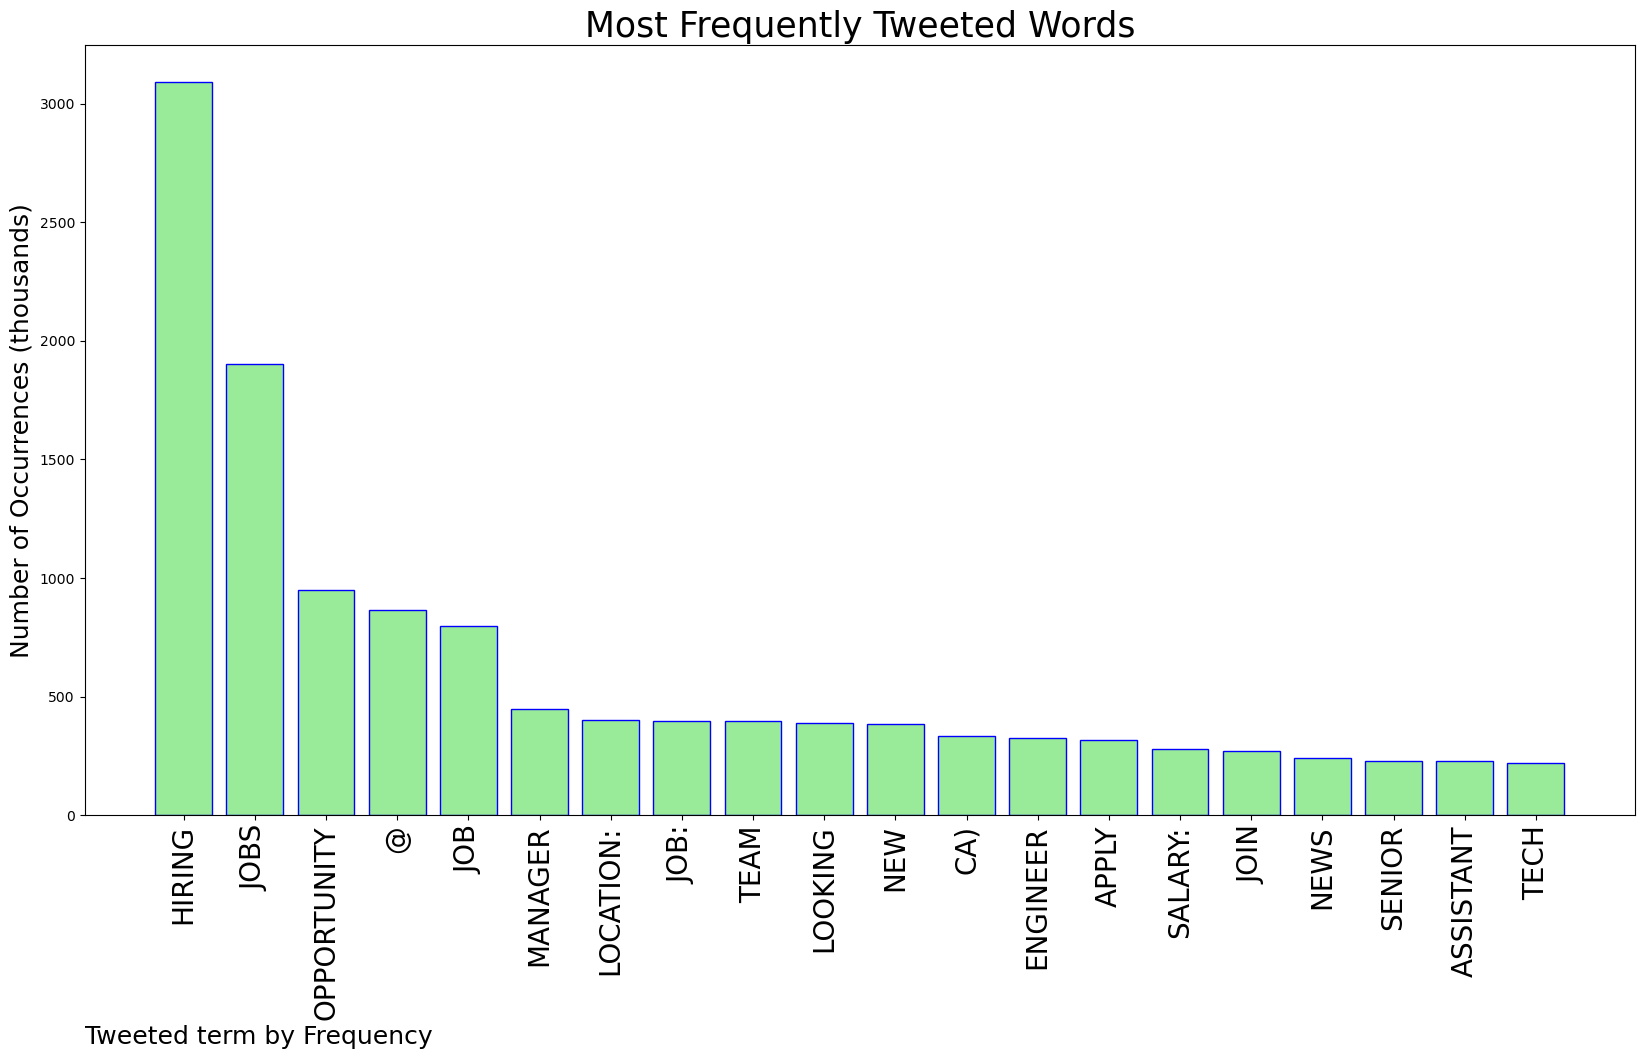 Most Frequently Tweeted Words
Number of Occurrences (thousands)
3000
2500
2000
1500
1000
500
0
HIRING
JOBS
OPPORTUNITY
@
JOB
MANAGER
LOCATION:
JOB:
TEAM
LOOKING
NEW
CA)
ENGINEER
APPLY
SALARY:
JOIN
NEWS
SENIOR
ASSISTANT
TECH
Tweeted term by Frequency